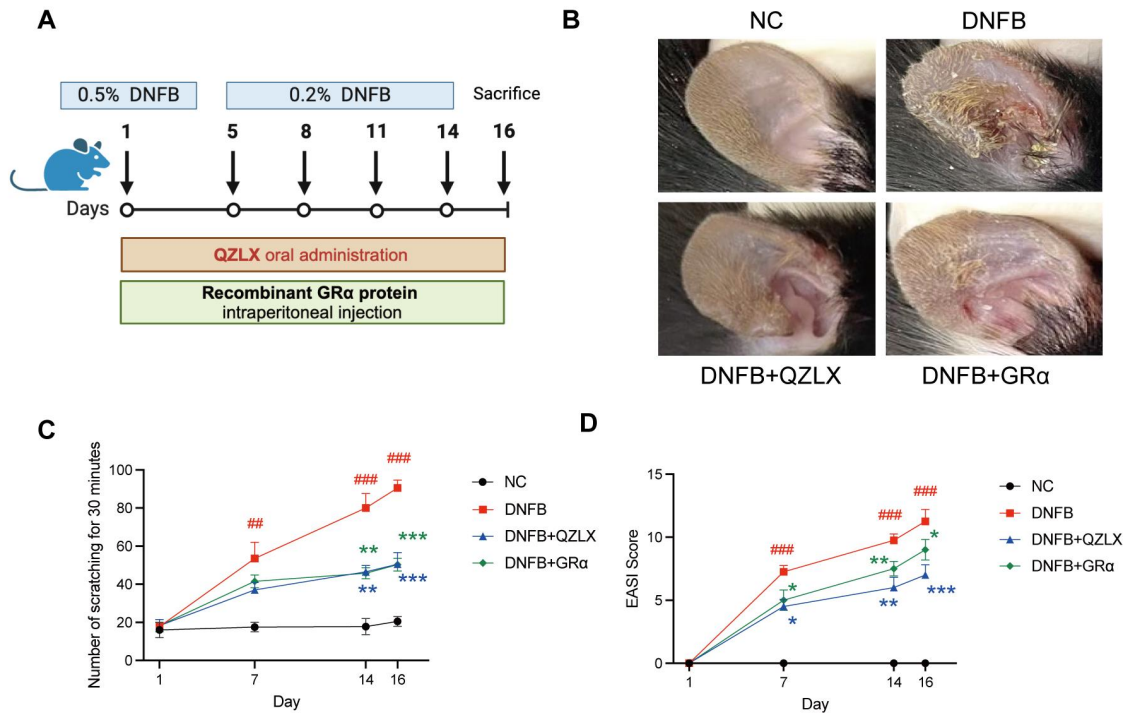 A
0.5% DNFB
0.2% DNFB
Sacrifice
1 5 8 11 14 16
Days
QZLX oral administration
Recombinant GRα protein
intraperitoneal injection
B
NC DNFB
DNFB+QZLX DNFB+GRα
C
Number of scratching for 30 minutes
100
80
60
40
20
0
1 7 14 16
Day
##
###
###
**
***
**
***
NC
DNFB
DNFB+QZLX
DNFB+GRα
D
EASI Score
15
10
5
0
1 7 14 16
Day
###
###
###
*
**
*
*
**
***
NC
DNFB
DNFB+QZLX
DNFB+GRα